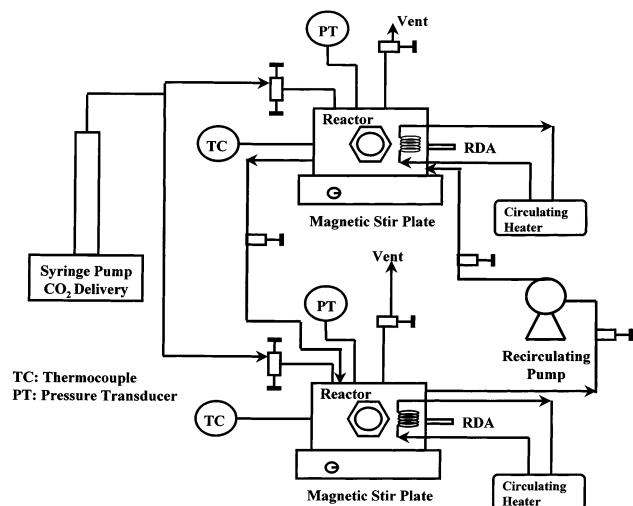 PT
Vent
Reactor
TC
RDA
Magnetic Stir Plate
Circulating
Heater
Syringe Pump
CO2 Delivery
Vent
PT
Recirculating
Pump
TC: Thermocouple
PT: Pressure Transducer
Reactor
TC
RDA
Magnetic Stir Plate
Circulating
Heater